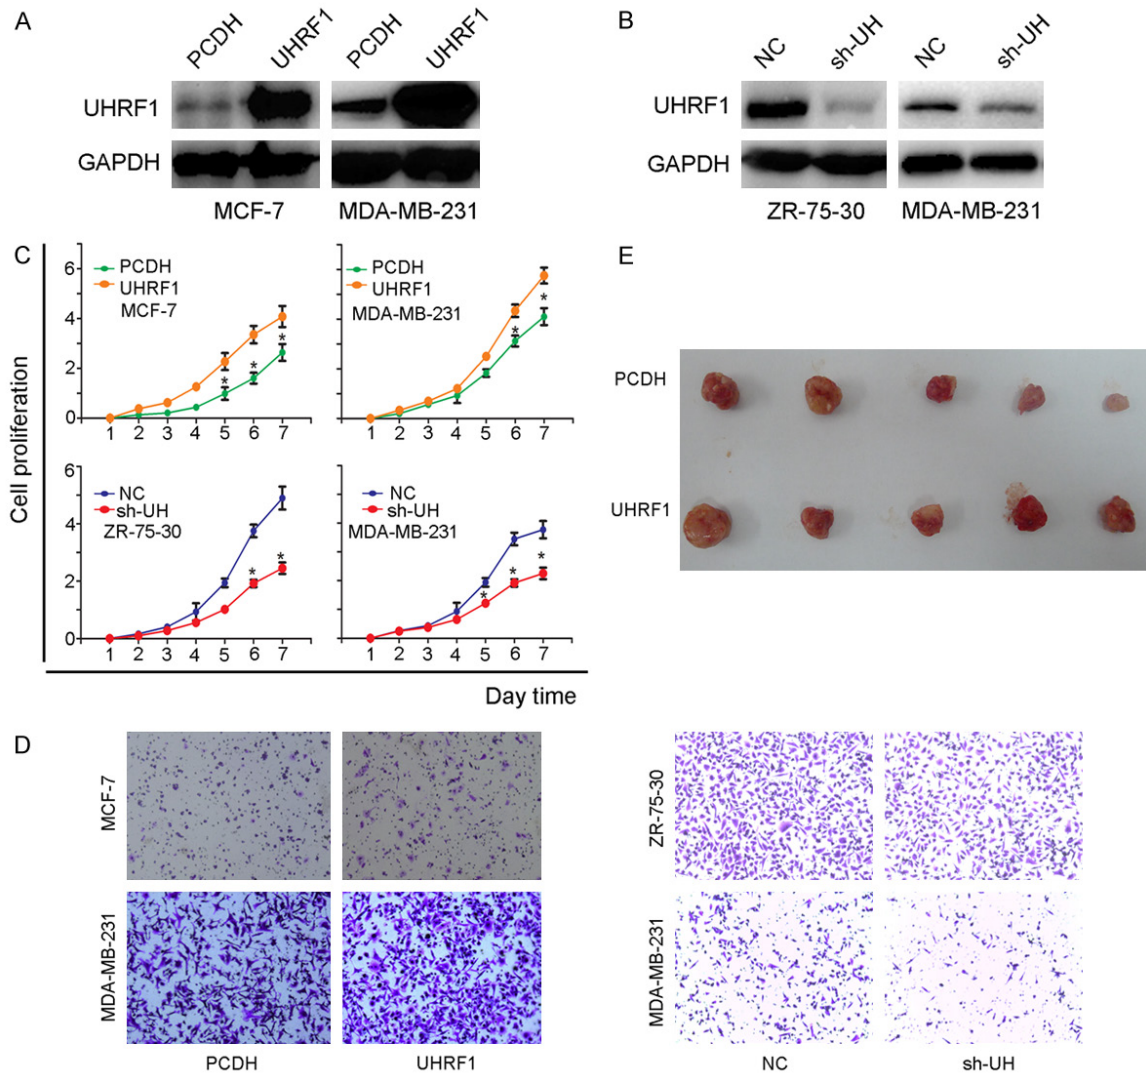 A
PCDH
UHRF1
PCDH
UHRF1
UHRF1
GAPDH
MCF-7
MDA-MB-231
B
NC
sh-UH
NC
sh-UH
UHRF1
GAPDH
ZR-75-30
MDA-MB-231
C
Cell proliferation
6
4
2
0
PCDH
UHRF1
MCF-7
* * *
1 2 3 4 5 6 7
PCDH
UHRF1
MDA-MB-231
* *
1 2 3 4 5 6 7
6
4
2
0
NC
sh-UH
ZR-75-30
* *
1 2 3 4 5 6 7
NC
sh-UH
MDA-MB-231
* * *
1 2 3 4 5 6 7
Day time
E
PCDH
UHRF1
D
MCF-7
MDA-MB-231
PCDH
UHRF1
ZR-75-30
MDA-MB-231
NC
sh-UH